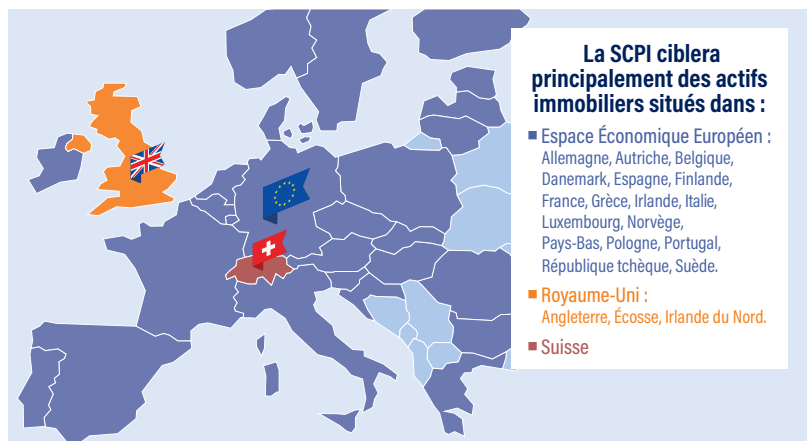 La SCPI ciblera
principalement des actifs
immobiliers situés dans :
Espace Économique Européen :
Allemagne, Autriche, Belgique,
Danemark, Espagne, Finlande,
France, Grèce, Irlande, Italie,
Luxembourg, Norvège,
Pays-Bas, Pologne, Portugal,
République tchèque, Suède.
Royaume-Uni :
Angleterre, Écosse, Irlande du Nord.
Suisse